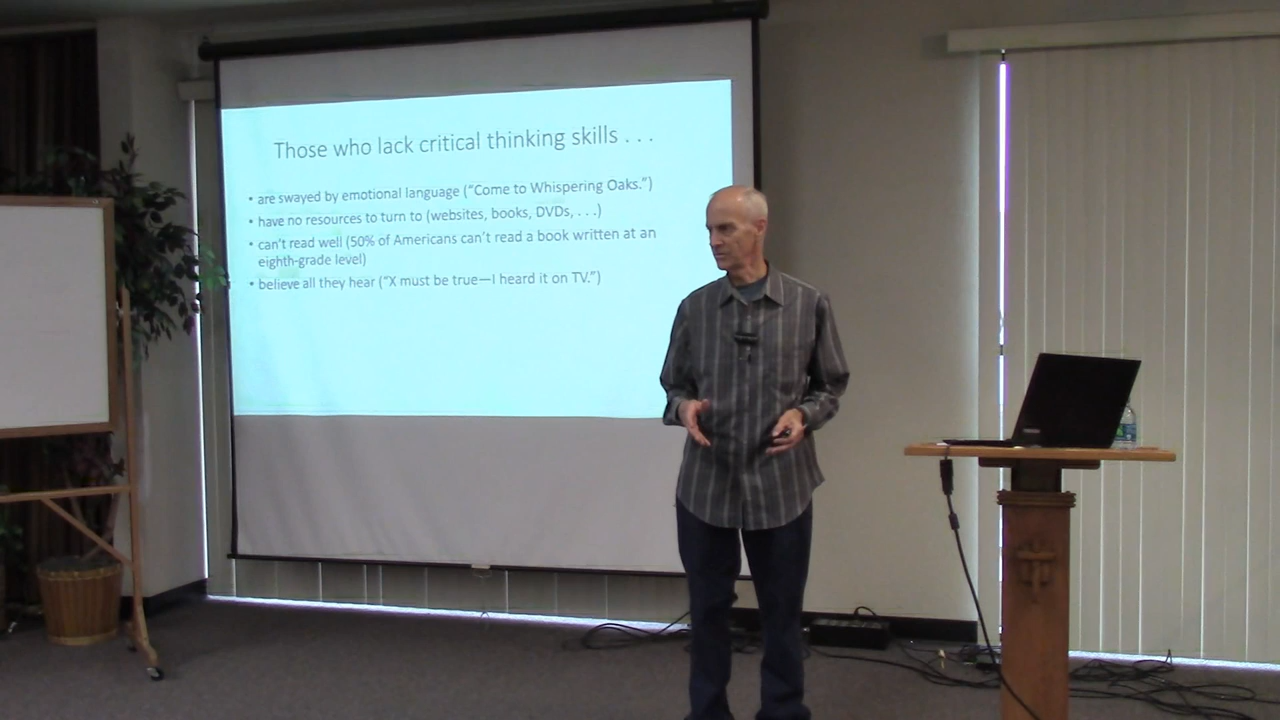 Those who lack critical thinking skills . . .
• are swayed by emotional language (“Come to Whispering Oaks.”)
• have no resources to turn to (websites, books, DVDs, . . .)
• can’t read well (50% of Americans can’t read a book written at an
eighth-grade level)
• believe all they hear (“X must be true—I heard it on TV.”)